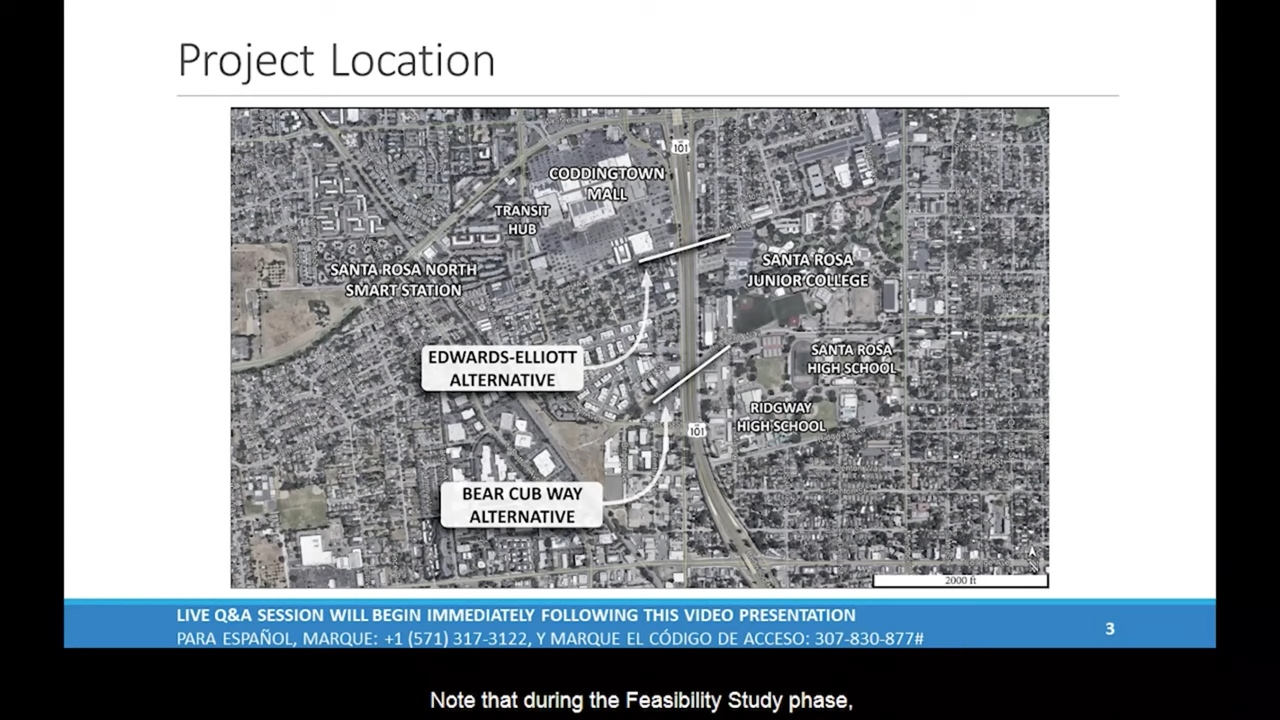 Project Location
101
CODDINGTOWN
MALL
TRANSIT
HUB
SANTA ROSA NORTH
SMART STATION
SANTA ROSA
JUNIOR COLLEGE
EDWARDS-ELLIOTT
ALTERNATIVE
SANTA ROSA
HIGH SCHOOL
RIDGWAY
HIGH SCHOOL
101
BEAR CUB WAY
ALTERNATIVE
2000 ft
LIVE Q&A SESSION WILL BEGIN IMMEDIATELY FOLLOWING THIS VIDEO PRESENTATION
PARA ESPAÑOL, MARQUE: +1 (571) 317-3122, Y MARQUE EL CÓDIGO DE ACCESO: 307-830-877#
3
Note that during the Feasibility Study phase,